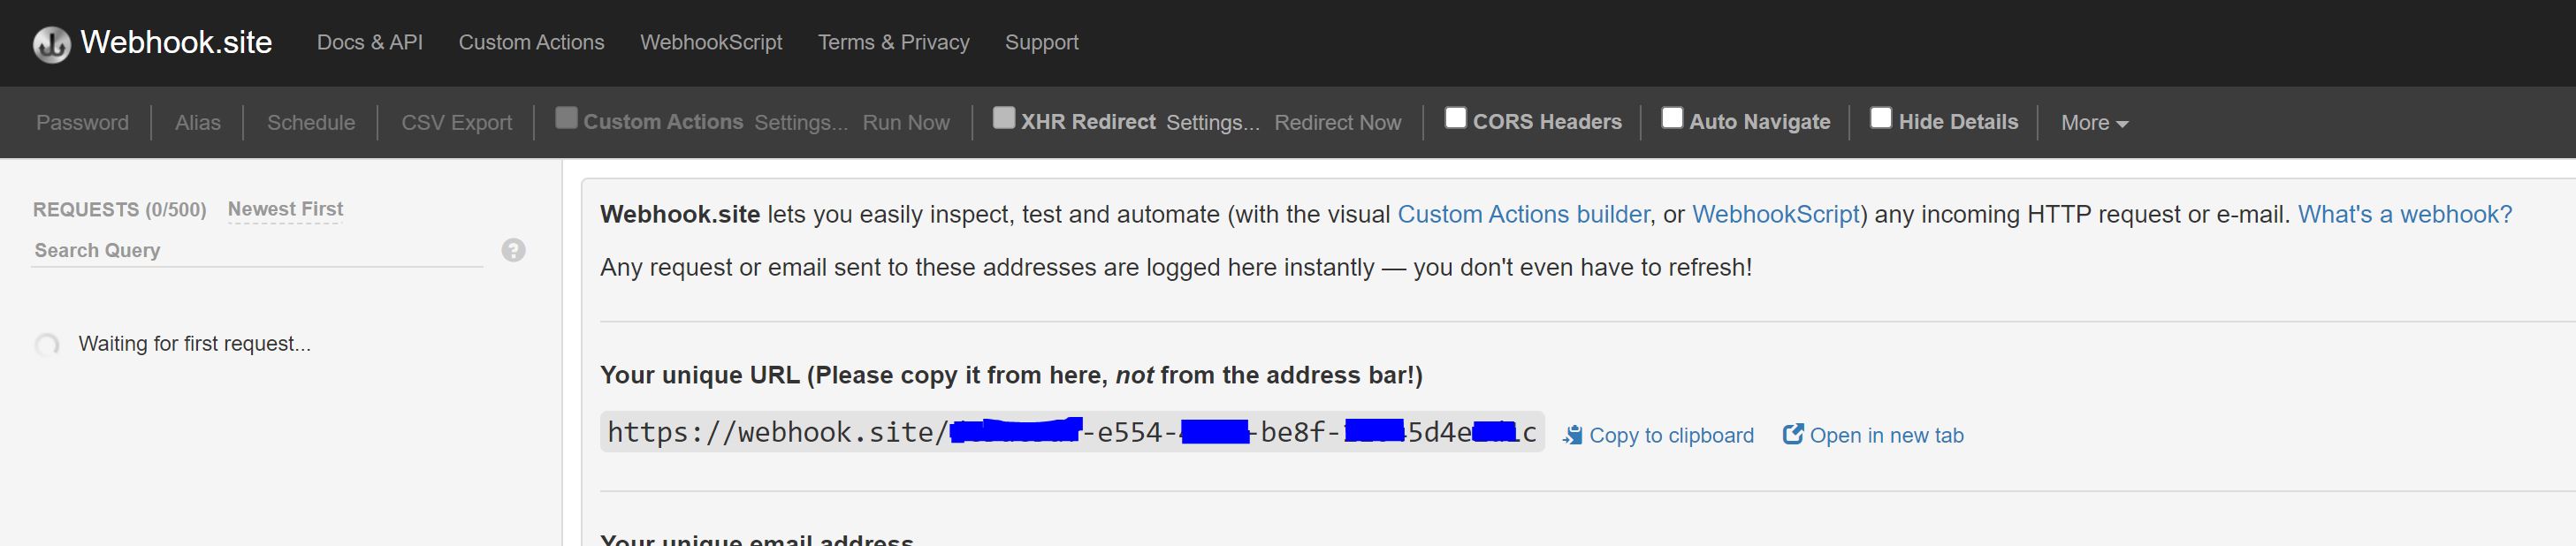 Webhook.site Docs & API Custom Actions WebhookScript Terms & Privacy Support
Password Alias Schedule CSV Export Custom Actions Settings... Run Now XHR Redirect Settings... Redirect Now CORS Headers Auto Navigate Hide Details More
REQUESTS (0/500) Newest First
Search Query ?
Waiting for first request...
Webhook.site lets you easily inspect, test and automate (with the visual Custom Actions builder, or WebhookScript) any incoming HTTP request or e-mail. What's a webhook?
Any request or email sent to these addresses are logged here instantly — you don't even have to refresh!
Your unique URL (Please copy it from here, not from the address bar!)
https://webhook.site/ -e554- -be8f- 5d4e c Copy to clipboard Open in new tab
Your unique email address